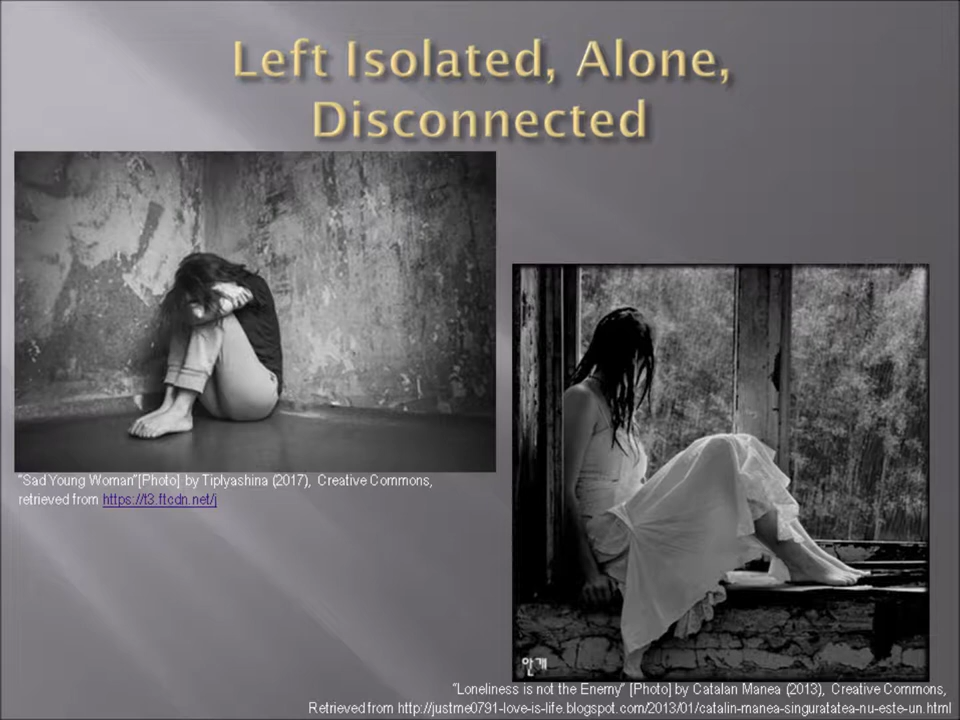 Left Isolated, Alone,
Disconnected
"Sad Young Woman"[Photo] by Tiplyashina (2017), Creative Commons,
retrieved from https://t3.ftcdn.net/j
안개
"Loneliness is not the Enemy" [Photo] by Catalan Manea (2013), Creative Commons,
Retrieved from http://justme0791-love-is-life.blogspot.com/2013/01/catalin-manea-singuratatea-nu-este-un.html